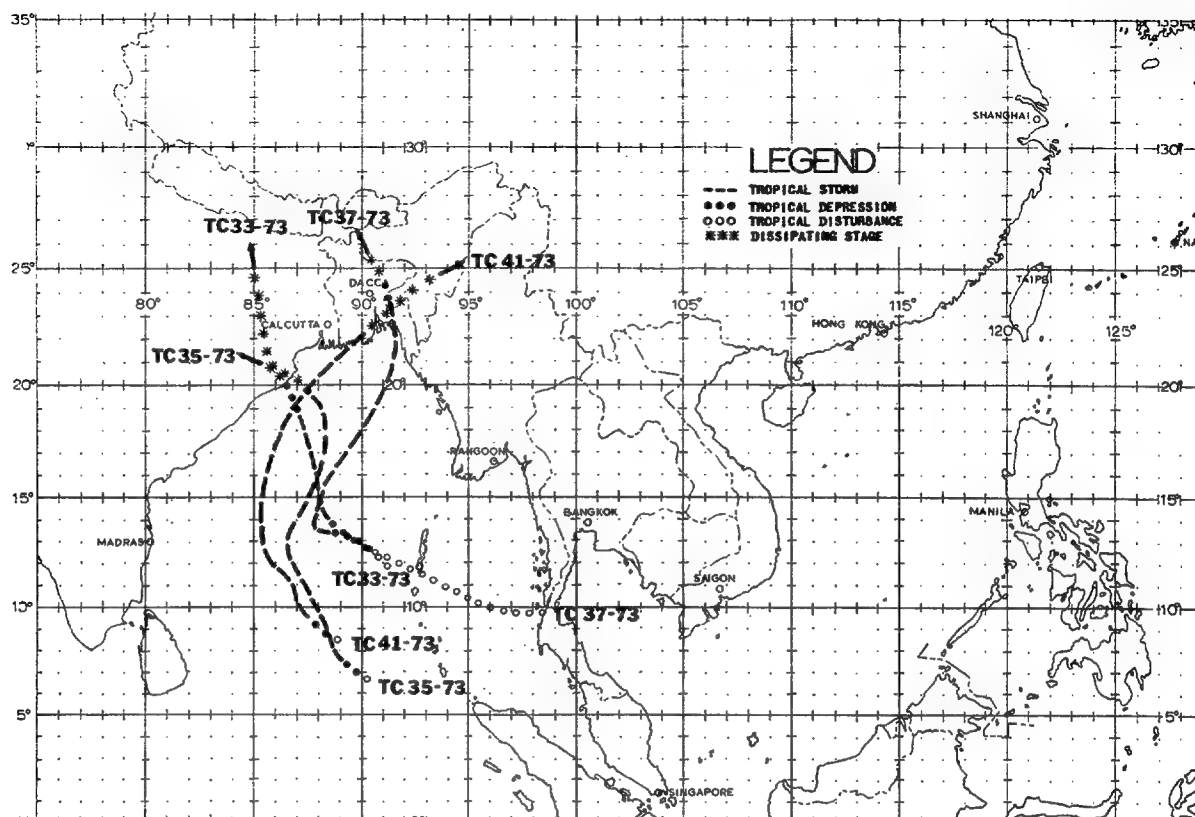 35°
SHANGHAI
30°
30°
LEGEND
TROPICAL STORM
TROPICAL DEPRESSION
TROPICAL DISTURBANCE
DISSIPATING STAGE
TC37-73
TC33-73
TC 41-73
25°
DACCA
TAIPEI
80°
85°
90°
95°
100°
105°
110°
115°
120°
125°
CALCUTTA
HONG KONG
TC35-73
20°
20°
20°
RANGOON
15°
15°
BANGKOK
MANILA
MADRAS
TC33-73
SAIGON
10°
10°
10°
TC 37-73
TC 41-73
TC 35-73
5°
5°
SINGAPORE